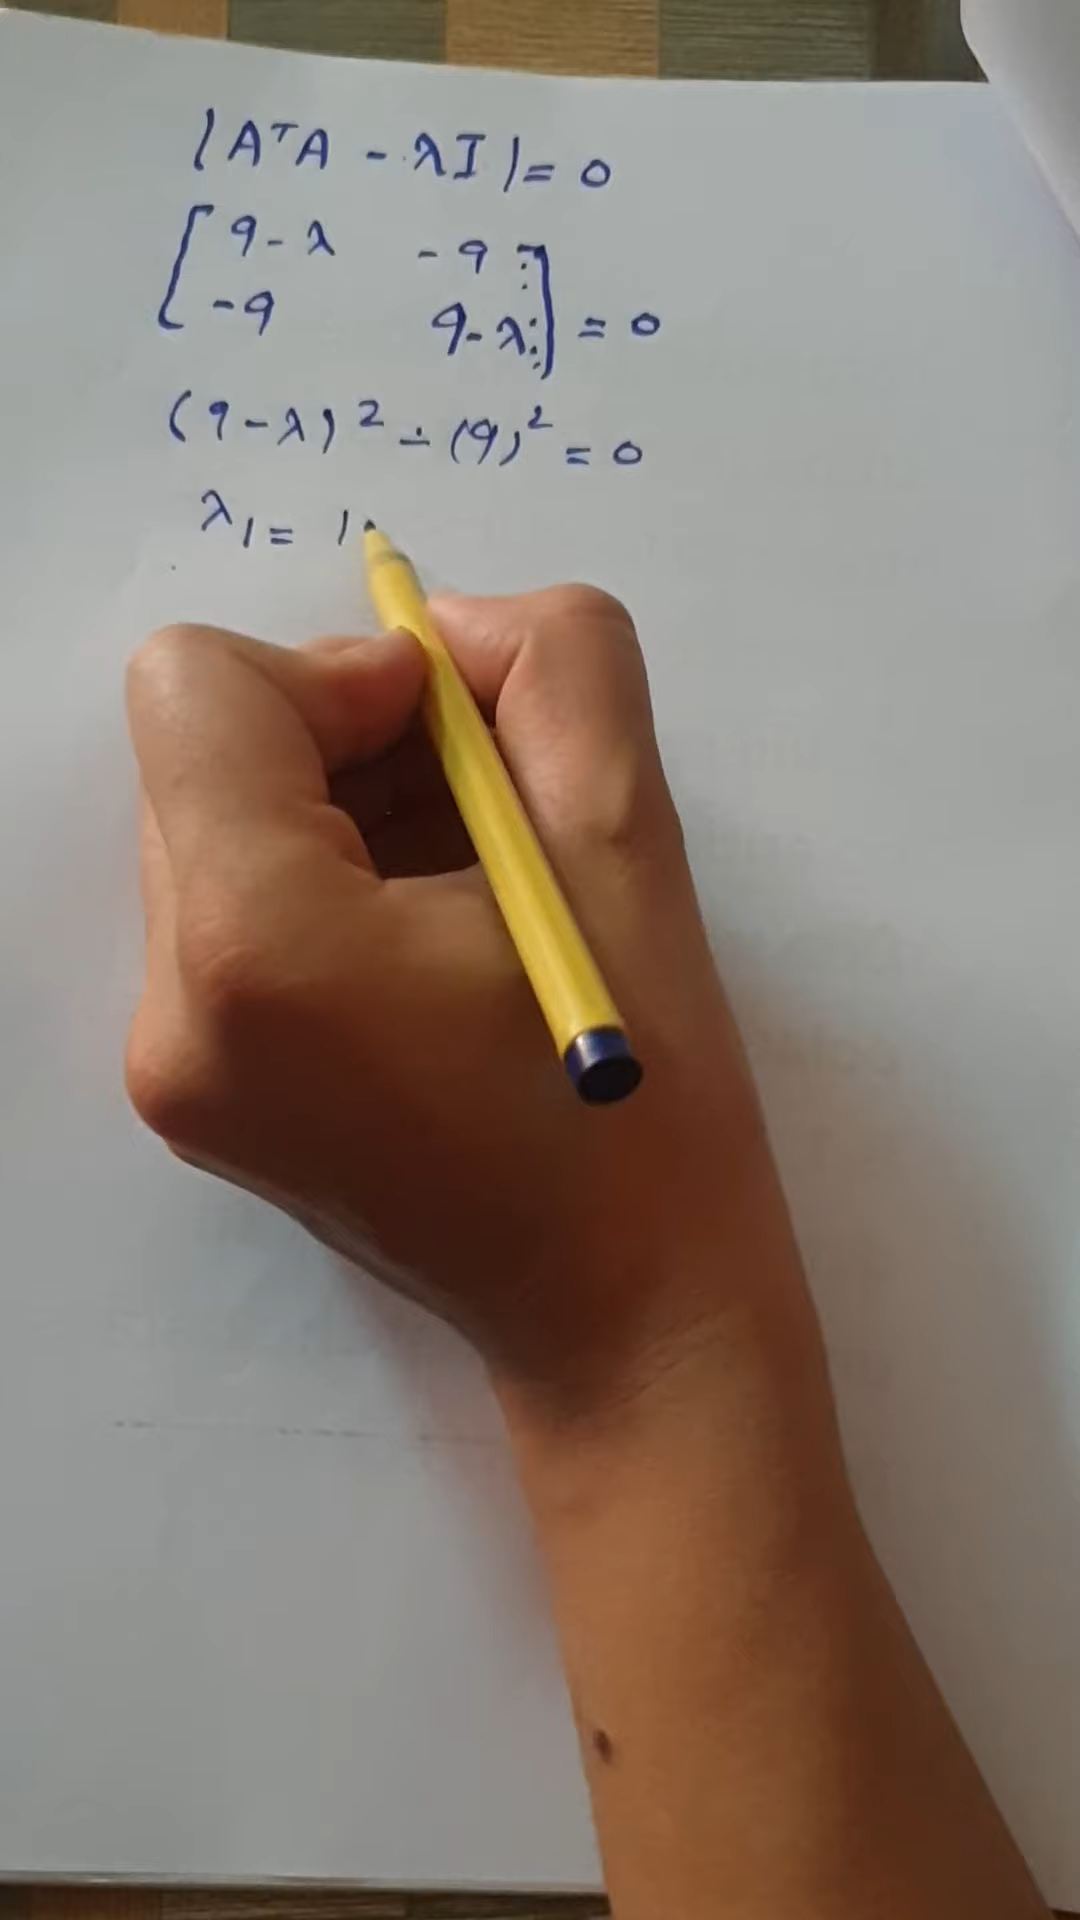 |AᵀA - λI| = 0
[ 9-λ -9
-9 9-λ ] = 0
(9-λ)² - (9)² = 0
λ₁ = 1